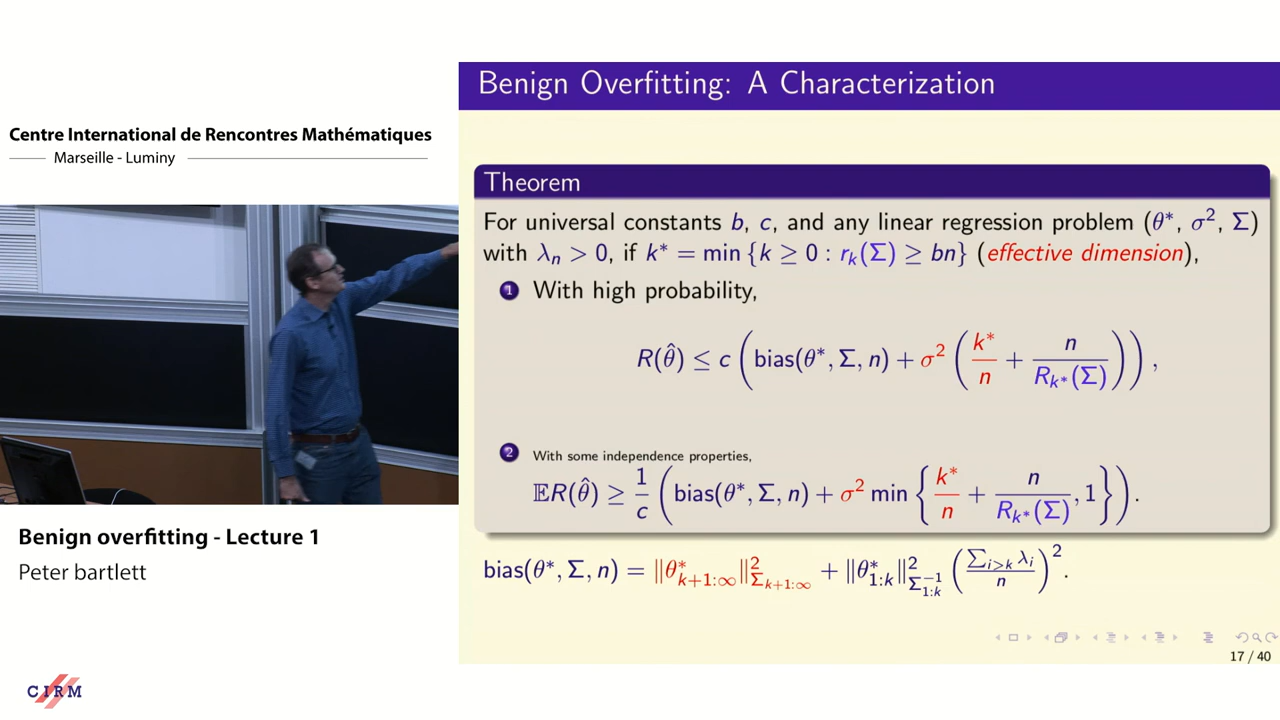 Centre International de Rencontres Mathématiques
Marseille - Luminy
Benign overfitting - Lecture 1
Peter bartlett
CIRM
Benign Overfitting: A Characterization
Theorem
For universal constants b, c, and any linear regression problem (θ*, σ², Σ)
with λₙ > 0, if k* = min {k ≥ 0 : rₖ(Σ) ≥ bn} (effective dimension),
1 With high probability,
R(θ̂) ≤ c ( bias(θ*, Σ, n) + σ² ( k*/n + n/R_{k*}(Σ) ) ) ,
2 With some independence properties,
𝔼R(θ̂) ≥ 1/c ( bias(θ*, Σ, n) + σ² min { k*/n + n/R_{k*}(Σ) , 1 } ) .
bias(θ*, Σ, n) = ‖θ*_{k+1:∞}‖²_{Σ_{k+1:∞}} + ‖θ*_{1:k}‖²_{Σ⁻¹_{1:k}} ( Σ_{i>k} λᵢ / n )² .
17 / 40